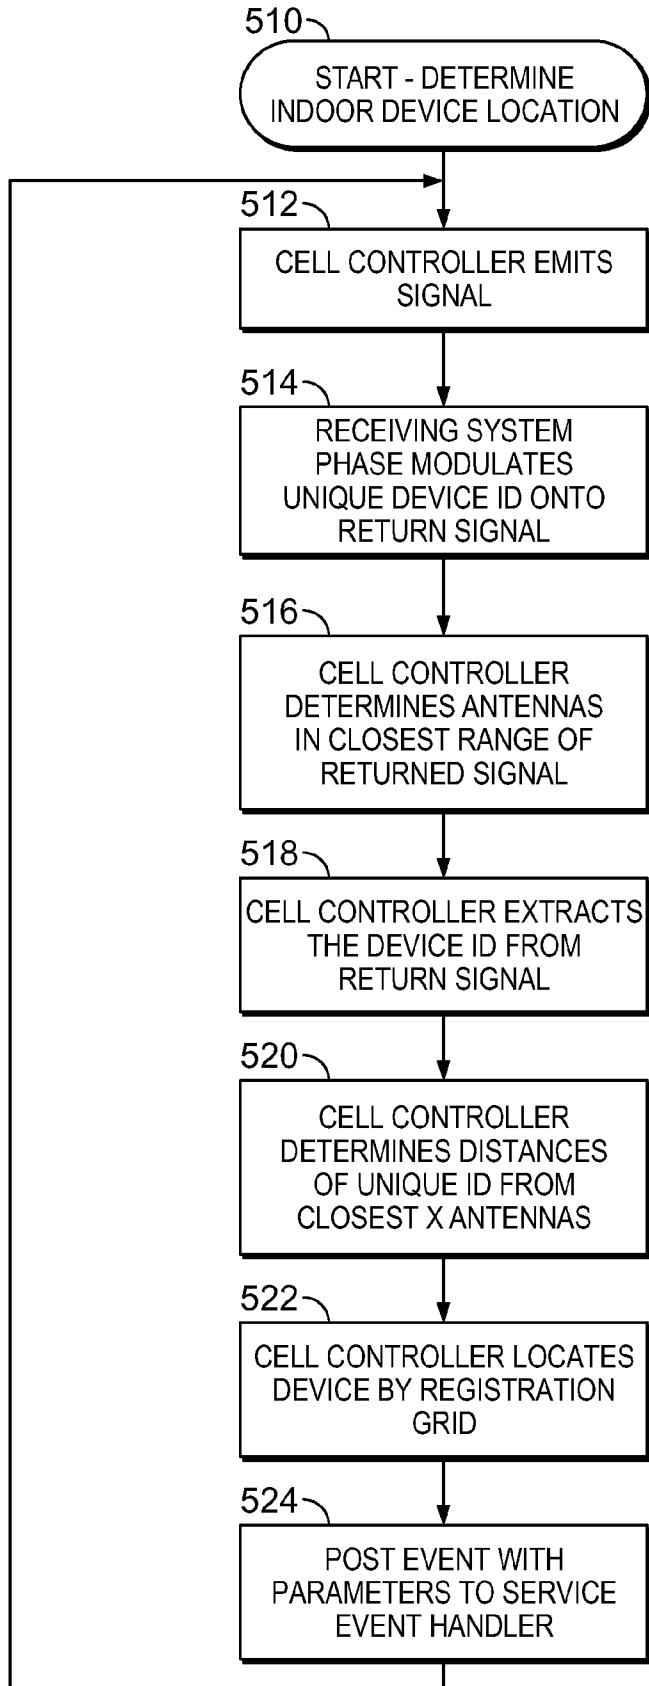 510
START - DETERMINE
INDOOR DEVICE LOCATION
512
CELL CONTROLLER EMITS
SIGNAL
514
RECEIVING SYSTEM
PHASE MODULATES
UNIQUE DEVICE ID ONTO
RETURN SIGNAL
516
CELL CONTROLLER
DETERMINES ANTENNAS
IN CLOSEST RANGE OF
RETURNED SIGNAL
518
CELL CONTROLLER EXTRACTS
THE DEVICE ID FROM
RETURN SIGNAL
520
CELL CONTROLLER
DETERMINES DISTANCES
OF UNIQUE ID FROM
CLOSEST X ANTENNAS
522
CELL CONTROLLER LOCATES
DEVICE BY REGISTRATION
GRID
524
POST EVENT WITH
PARAMETERS TO SERVICE
EVENT HANDLER